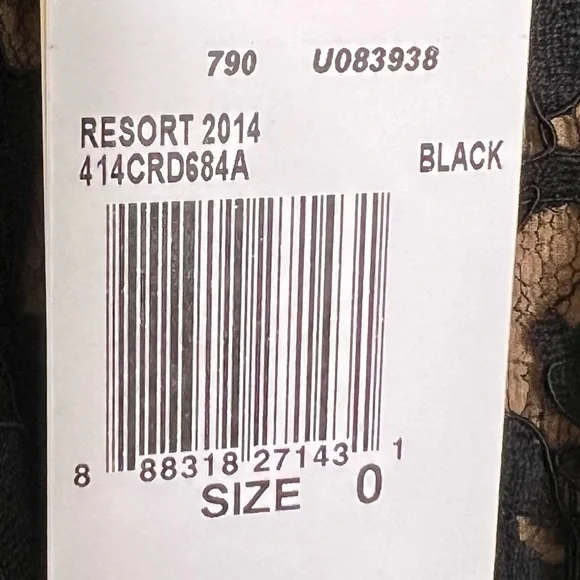 790 U083938
RESORT 2014
414CRD684A BLACK
8 88318 27143 1
SIZE 0